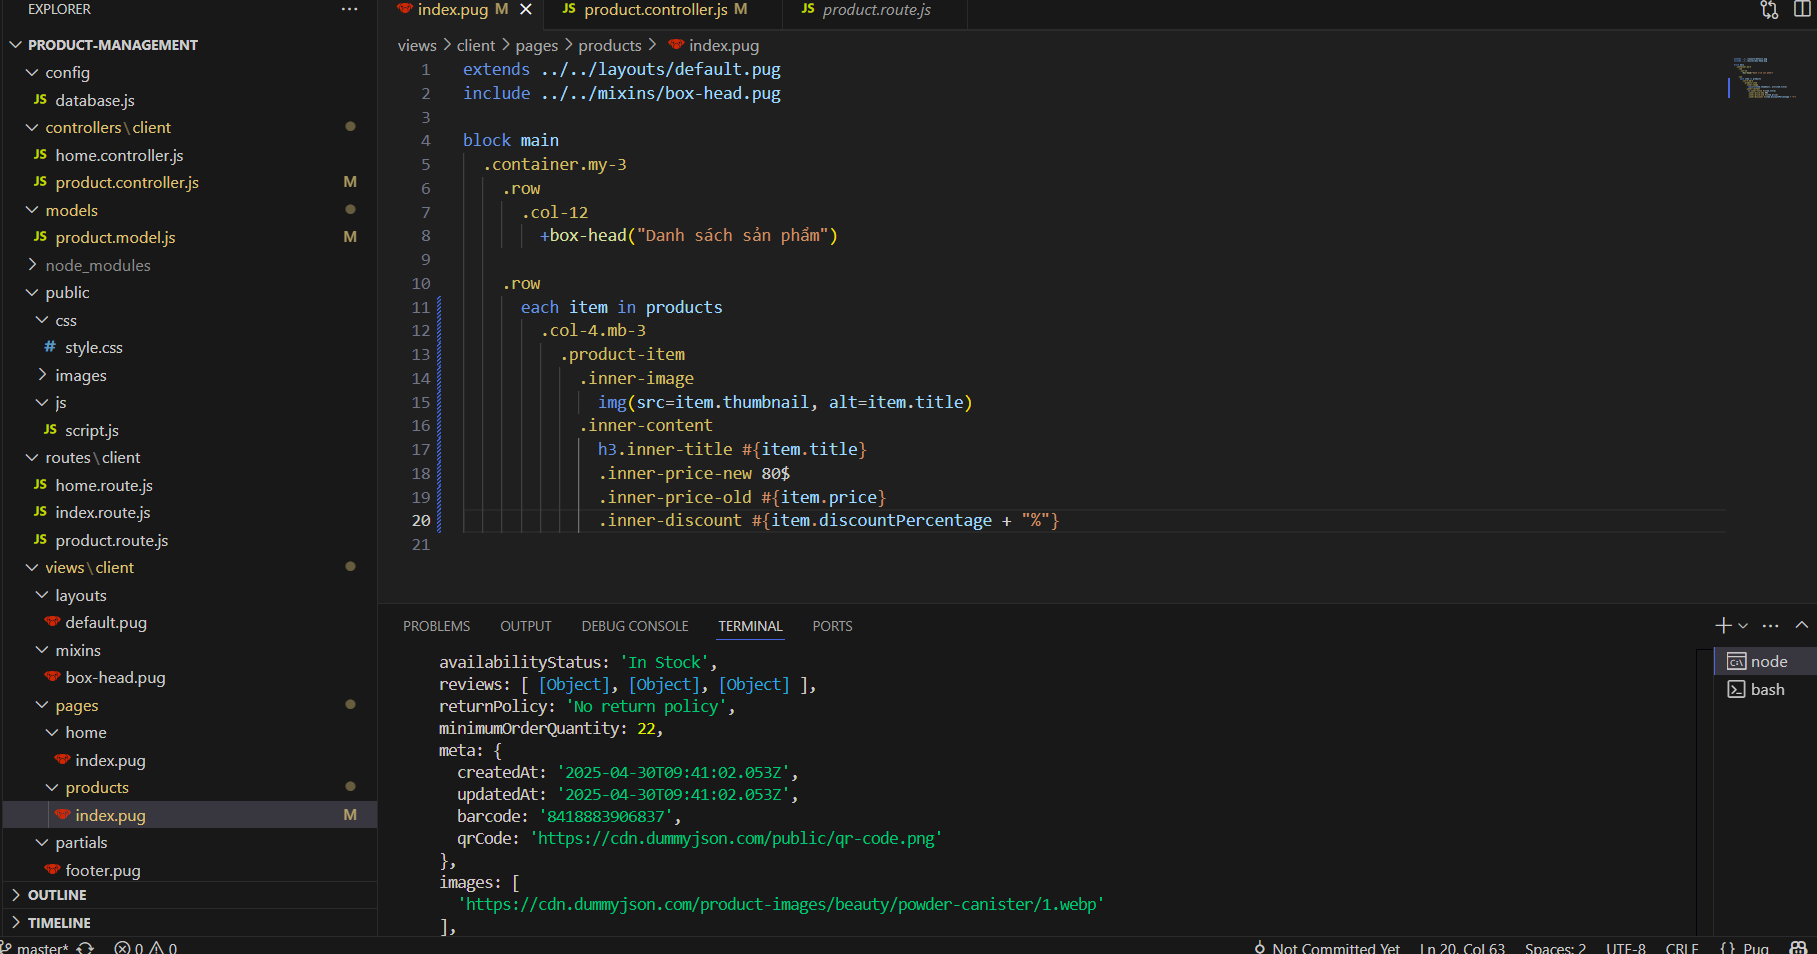 EXPLORER
PRODUCT-MANAGEMENT
config
JS database.js
controllers\client
JS home.controller.js
JS product.controller.js M
models
JS product.model.js M
node_modules
public
css
# style.css
images
js
JS script.js
routes\client
JS home.route.js
JS index.route.js
JS product.route.js
views\client
layouts
default.pug
mixins
box-head.pug
pages
home
index.pug
products
index.pug M
partials
footer.pug
OUTLINE
TIMELINE
index.pug M
JS product.controller.js M
JS product.route.js
views > client > pages > products > index.pug
1 extends ../../layouts/default.pug
2 include ../../mixins/box-head.pug
3
4 block main
5 .container.my-3
6 .row
7 .col-12
8 +box-head("Danh sách sản phẩm")
9
10 .row
11 each item in products
12 .col-4.mb-3
13 .product-item
14 .inner-image
15 img(src=item.thumbnail, alt=item.title)
16 .inner-content
17 h3.inner-title #{item.title}
18 .inner-price-new 80$
19 .inner-price-old #{item.price}
20 .inner-discount #{item.discountPercentage + "%"}
21
PROBLEMS OUTPUT DEBUG CONSOLE TERMINAL PORTS
availabilityStatus: 'In Stock',
reviews: [ [Object], [Object], [Object] ],
returnPolicy: 'No return policy',
minimumOrderQuantity: 22,
meta: {
createdAt: '2025-04-30T09:41:02.053Z',
updatedAt: '2025-04-30T09:41:02.053Z',
barcode: '8418883906837',
qrCode: 'https://cdn.dummyjson.com/public/qr-code.png'
},
images: [
'https://cdn.dummyjson.com/product-images/beauty/powder-canister/1.webp'
],
node
bash
master* 0 0 Not Committed Yet Ln 20, Col 63 Spaces: 2 UTF-8 CRLF {} Pug